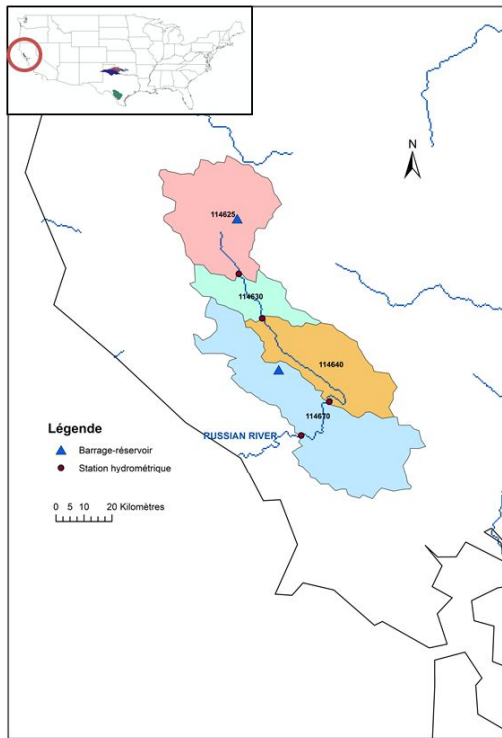 N
114625
114630
114640
114670
RUSSIAN RIVER
Légende
Barrage-réservoir
Station hydrométrique
0 5 10 20 Kilomètres